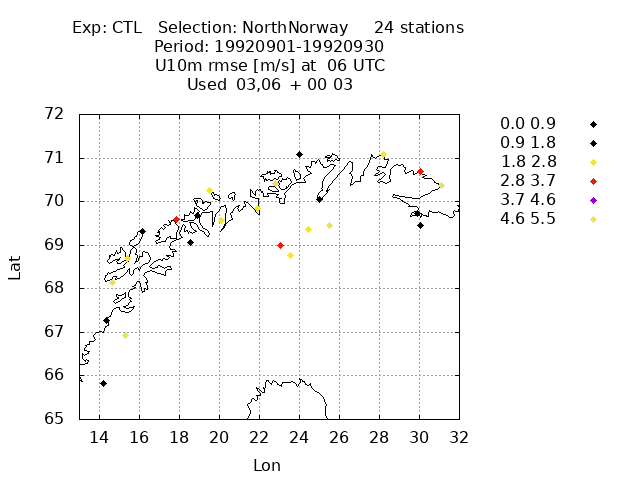 Exp: CTL   Selection: NorthNorway     24 stations
Period: 19920901-19920930
U10m rmse [m/s] at  06 UTC
Used  03,06  + 00 03
72
71
70
69
68
67
66
65
14 16 18 20 22 24 26 28 30 32
Lat
Lon
0.0 0.9
0.9 1.8
1.8 2.8
2.8 3.7
3.7 4.6
4.6 5.5